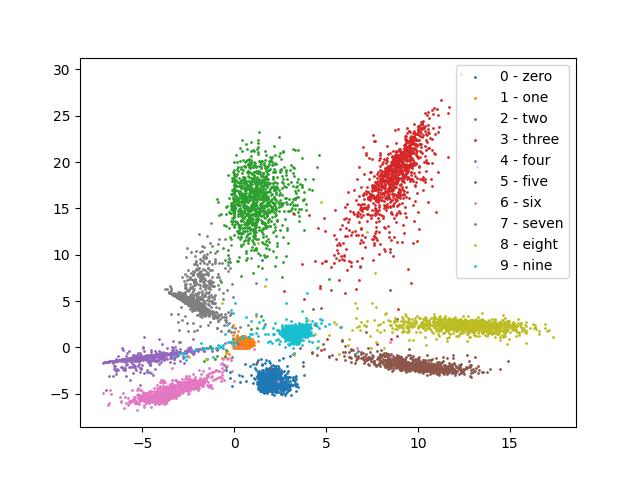 30
25
20
15
10
5
0
−5
−5
0
5
10
15
0 - zero
1 - one
2 - two
3 - three
4 - four
5 - five
6 - six
7 - seven
8 - eight
9 - nine